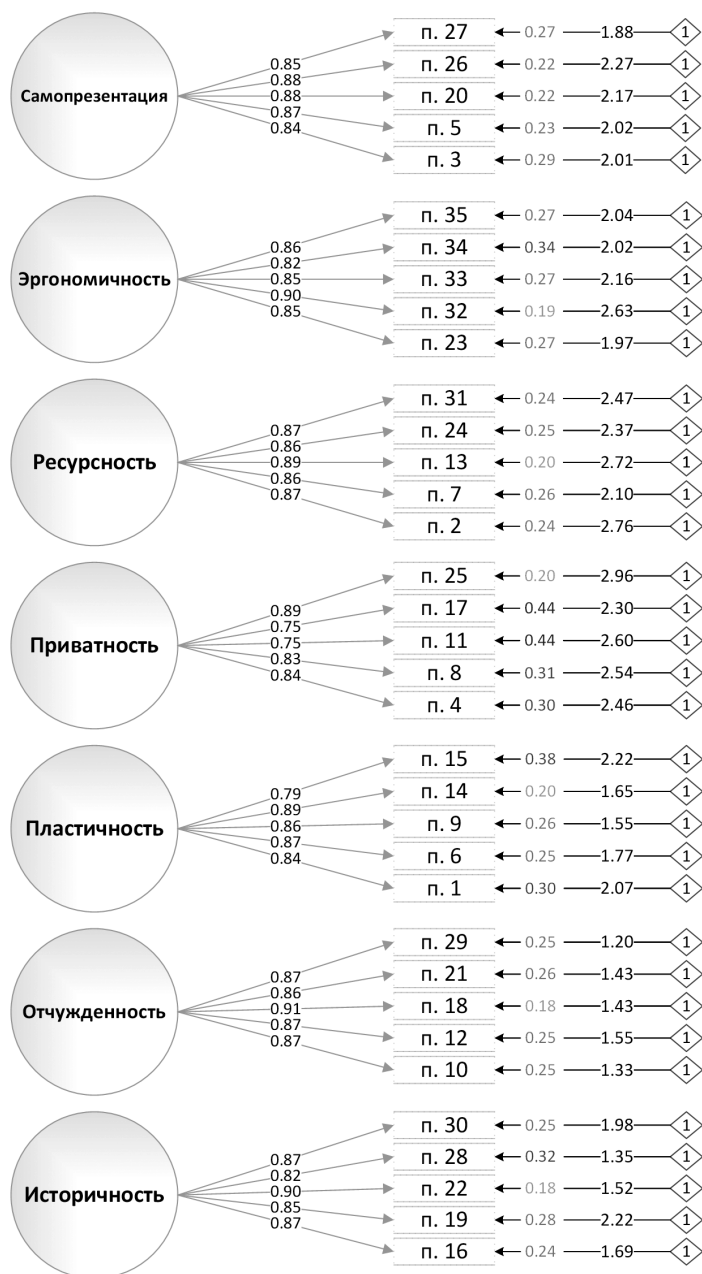 0.85 п. 27 0.27 1.88 1
0.88 п. 26 0.22 2.27 1
Самопрезентация 0.88 п. 20 0.22 2.17 1
0.87 п. 5 0.23 2.02 1
0.84 п. 3 0.29 2.01 1
0.86 п. 35 0.27 2.04 1
0.82 п. 34 0.34 2.02 1
Эргономичность 0.85 п. 33 0.27 2.16 1
0.90 п. 32 0.19 2.63 1
0.85 п. 23 0.27 1.97 1
0.87 п. 31 0.24 2.47 1
0.86 п. 24 0.25 2.37 1
Ресурсность 0.89 п. 13 0.20 2.72 1
0.86 п. 7 0.26 2.10 1
0.87 п. 2 0.24 2.76 1
0.89 п. 25 0.20 2.96 1
0.75 п. 17 0.44 2.30 1
Приватность 0.75 п. 11 0.44 2.60 1
0.83 п. 8 0.31 2.54 1
0.84 п. 4 0.30 2.46 1
0.79 п. 15 0.38 2.22 1
0.89 п. 14 0.20 1.65 1
Пластичность 0.86 п. 9 0.26 1.55 1
0.87 п. 6 0.25 1.77 1
0.84 п. 1 0.30 2.07 1
0.87 п. 29 0.25 1.20 1
0.86 п. 21 0.26 1.43 1
Отчужденность 0.91 п. 18 0.18 1.43 1
0.87 п. 12 0.25 1.55 1
0.87 п. 10 0.25 1.33 1
0.87 п. 30 0.25 1.98 1
0.82 п. 28 0.32 1.35 1
Историчность 0.90 п. 22 0.18 1.52 1
0.85 п. 19 0.28 2.22 1
0.87 п. 16 0.24 1.69 1